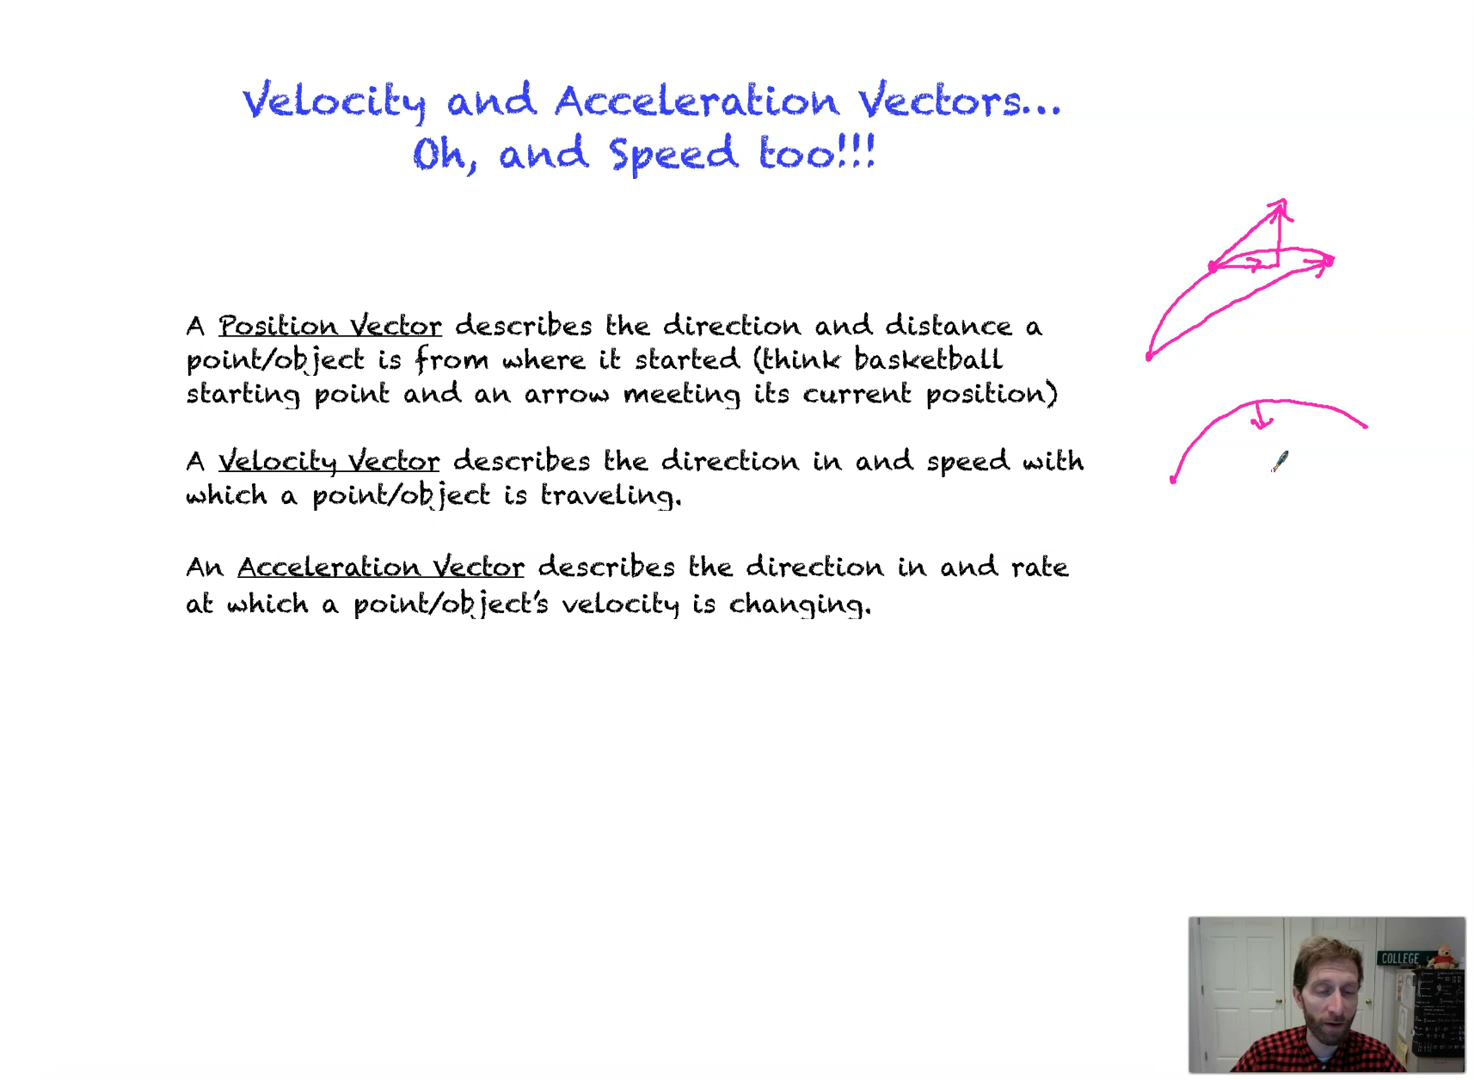 Velocity and Acceleration Vectors...
Oh, and Speed too!!!
A Position Vector describes the direction and distance a
point/object is from where it started (think basketball
starting point and an arrow meeting its current position)
A Velocity Vector describes the direction in and speed with
which a point/object is traveling.
An Acceleration Vector describes the direction in and rate
at which a point/object's velocity is changing.
COLLEGE